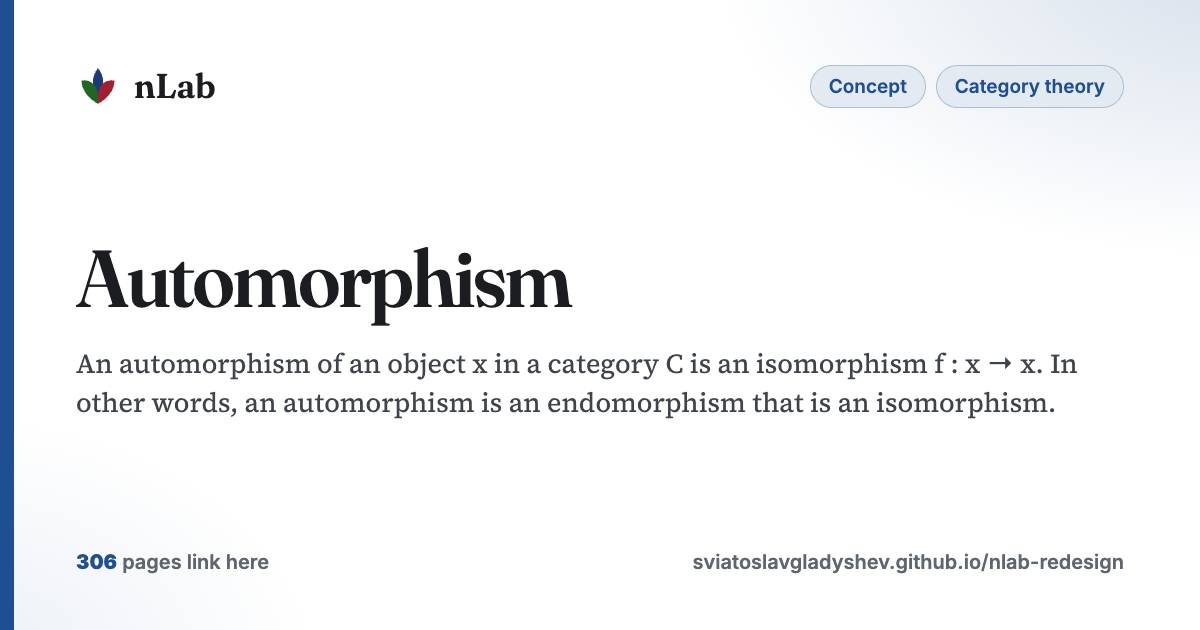 nLab
Concept
Category theory
Automorphism
An automorphism of an object x in a category C is an isomorphism f : x → x. In
other words, an automorphism is an endomorphism that is an isomorphism.
306 pages link here
sviatoslavgladyshev.github.io/nlab-redesign